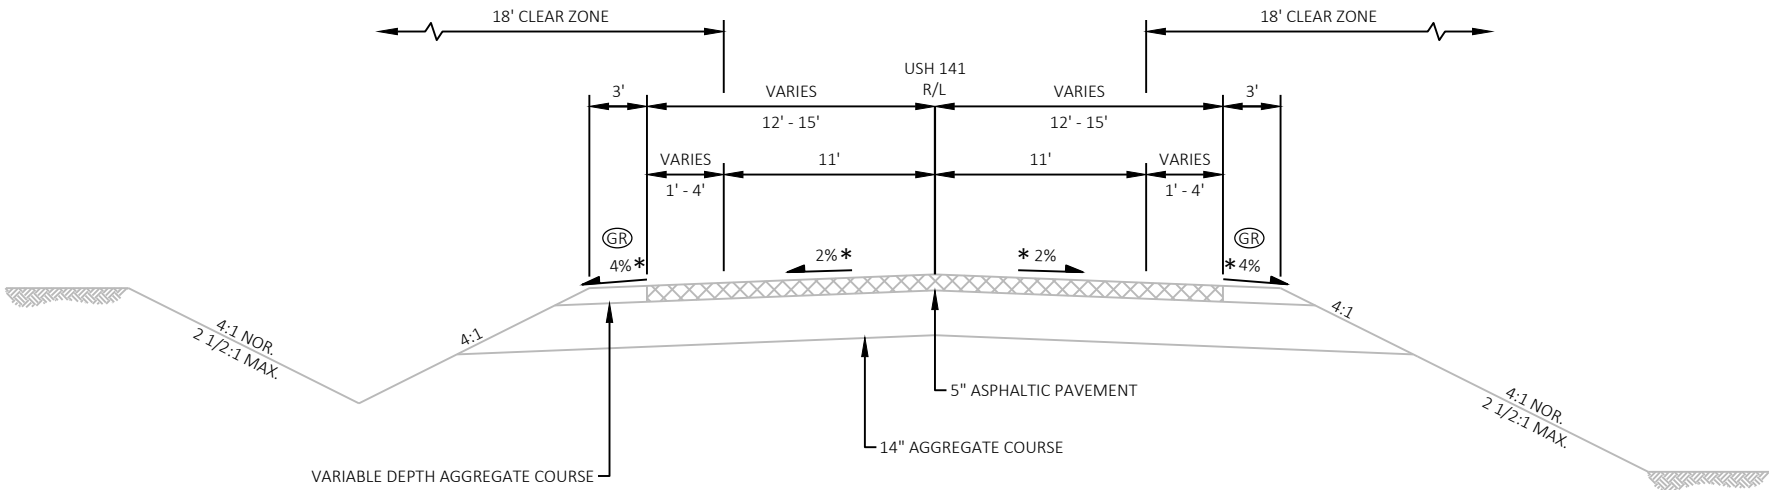 18' CLEAR ZONE
18' CLEAR ZONE
USH 141
R/L
3'
VARIES
VARIES
3'
12' - 15'
12' - 15'
VARIES
11'
11'
VARIES
1' - 4'
1' - 4'
GR
GR
4%*
2%*
* 2%
* 4%
4:1 NOR.
2 1/2:1 MAX.
4:1
4:1
4:1 NOR.
2 1/2:1 MAX.
5" ASPHALTIC PAVEMENT
14" AGGREGATE COURSE
VARIABLE DEPTH AGGREGATE COURSE